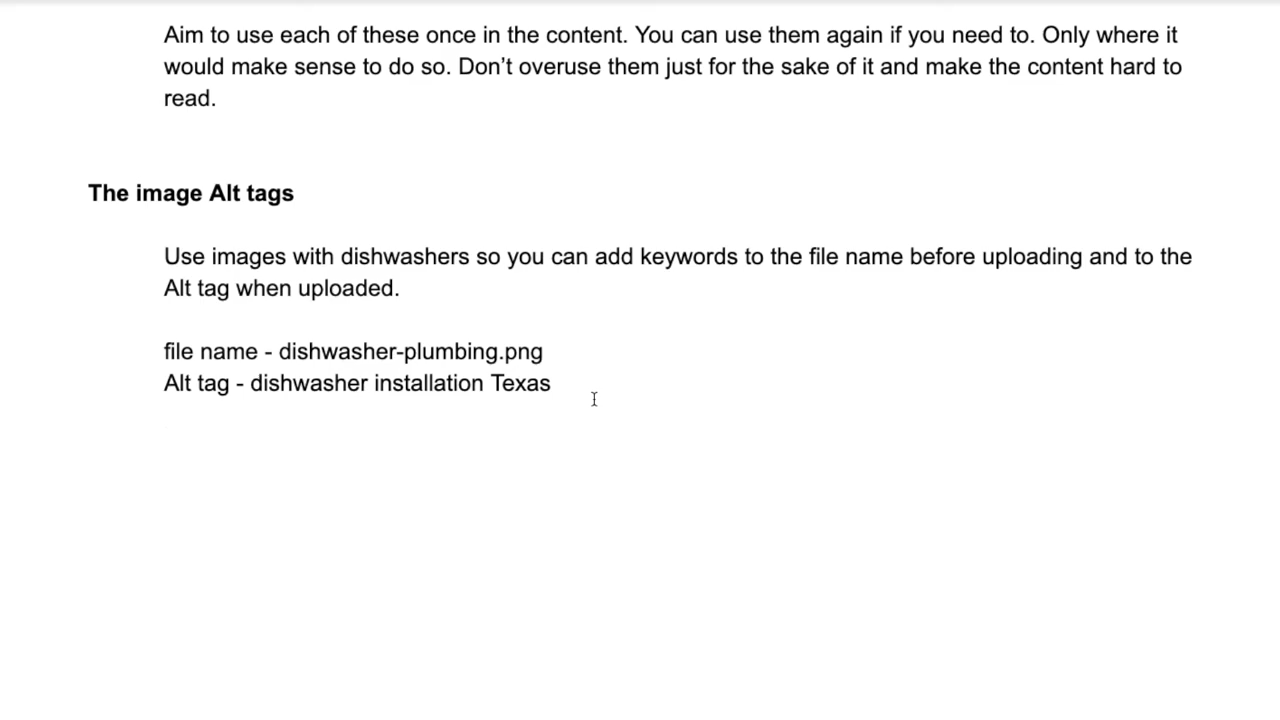 Aim to use each of these once in the content. You can use them again if you need to. Only where it
would make sense to do so. Don’t overuse them just for the sake of it and make the content hard to
read.
The image Alt tags
Use images with dishwashers so you can add keywords to the file name before uploading and to the
Alt tag when uploaded.
file name - dishwasher-plumbing.png
Alt tag - dishwasher installation Texas